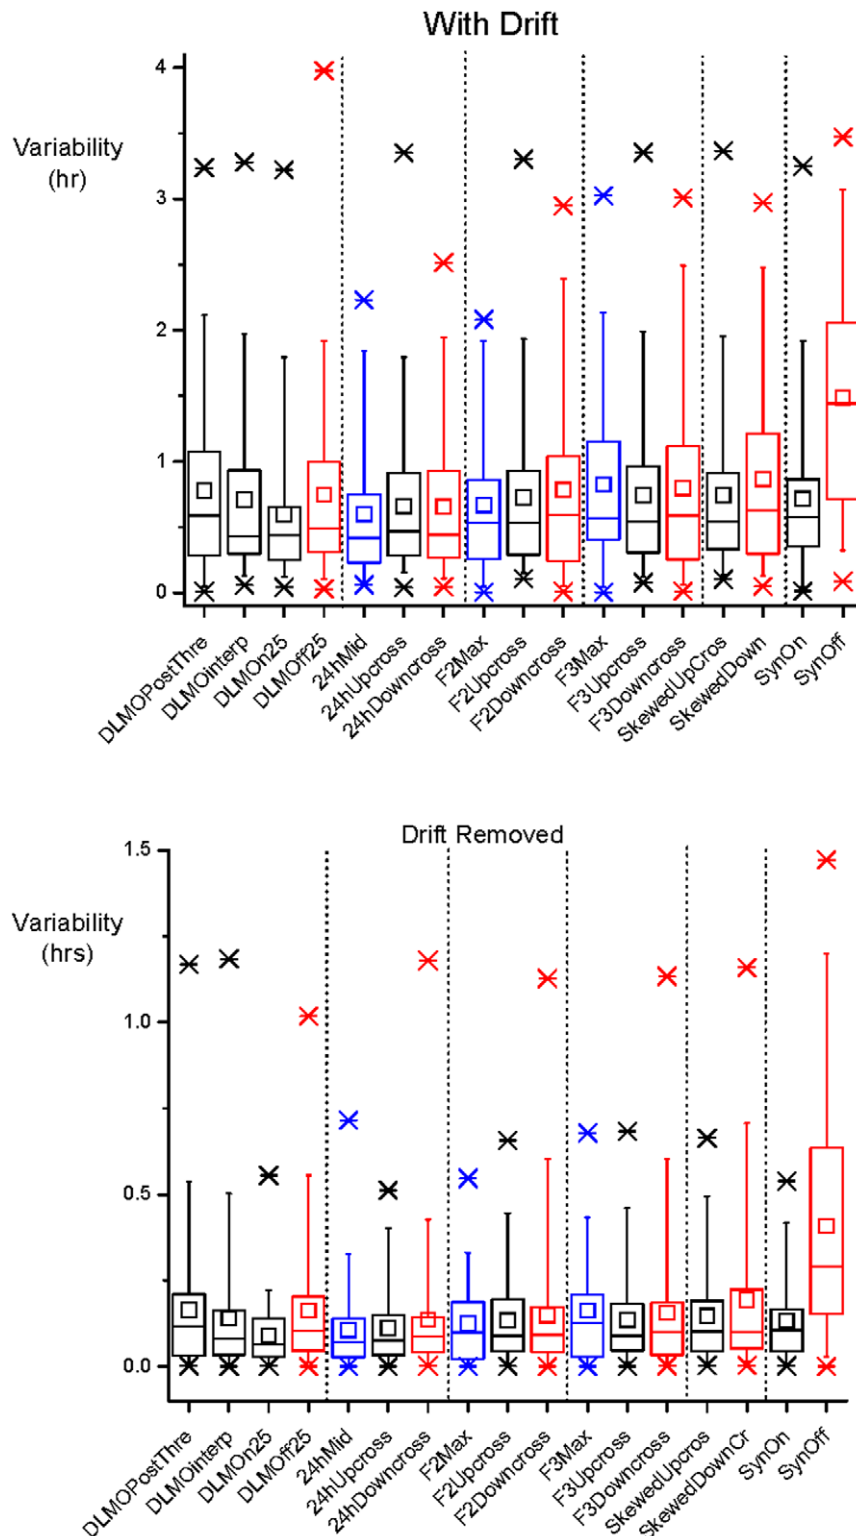 With Drift
Variability
(hr)
4
3
2
1
0
DLMOPostThre
DLMOinterp
DLMOn25
DLMOff25
24hMid
24hUpcross
24hDowncross
F2Max
F2Upcross
F2Downcross
F3Max
F3Upcross
F3Downcross
SkewedUpCros
SkewedDown
SynOn
SynOff
Drift Removed
Variability
(hrs)
1.5
1.0
0.5
0.0
DLMOPostThre
DLMOinterp
DLMOn25
DLMOff25
24hMid
24hUpcross
24hDowncross
F2Max
F2Upcross
F2Downcross
F3Max
F3Upcross
F3Downcross
SkewedUpcros
SkewedDownCr
SynOn
SynOff